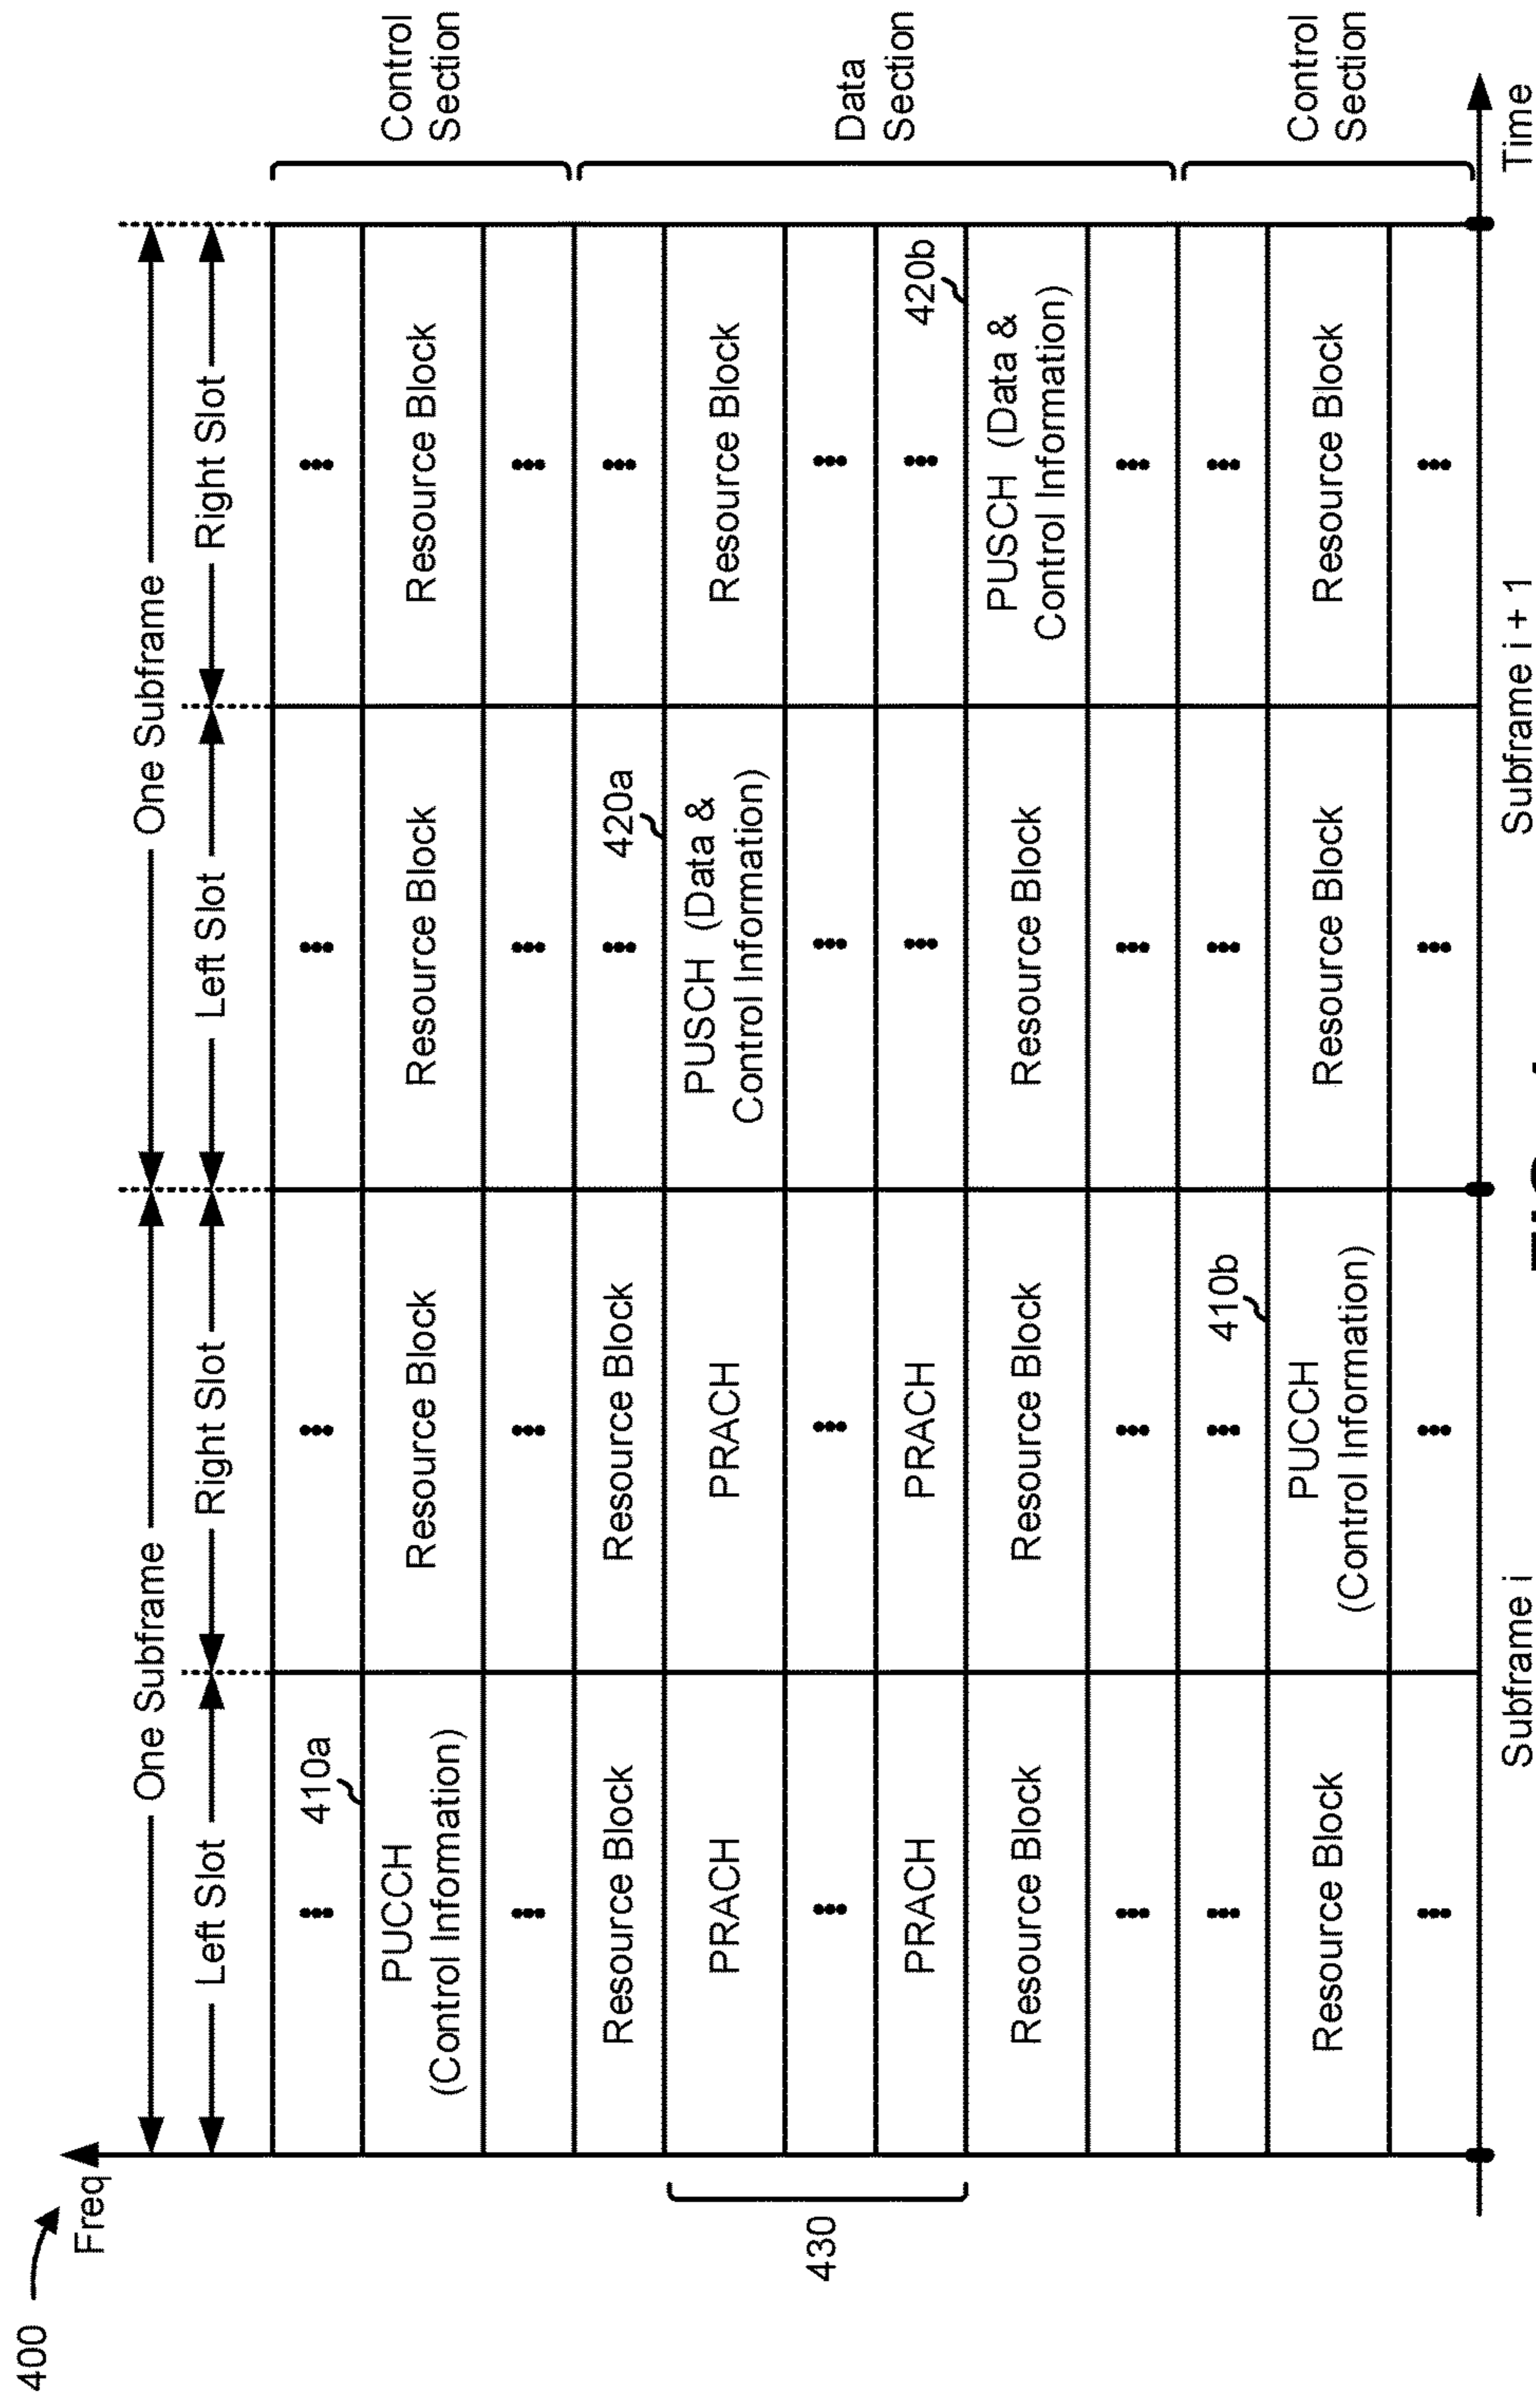 400
Freq
One Subframe
One Subframe
Left Slot
Right Slot
Left Slot
Right Slot
410a
PUCCH
(Control Information)
Resource Block
Resource Block
Resource Block
Control
Section
Resource Block
Resource Block
420a
430
PRACH
PRACH
PUSCH (Data &
Control Information)
Resource Block
Data
Section
PRACH
PRACH
420b
Resource Block
Resource Block
Resource Block
PUSCH (Data &
Control Information)
410b
Resource Block
PUCCH
(Control Information)
Resource Block
Resource Block
Control
Section
Subframe i
Subframe i + 1
Time